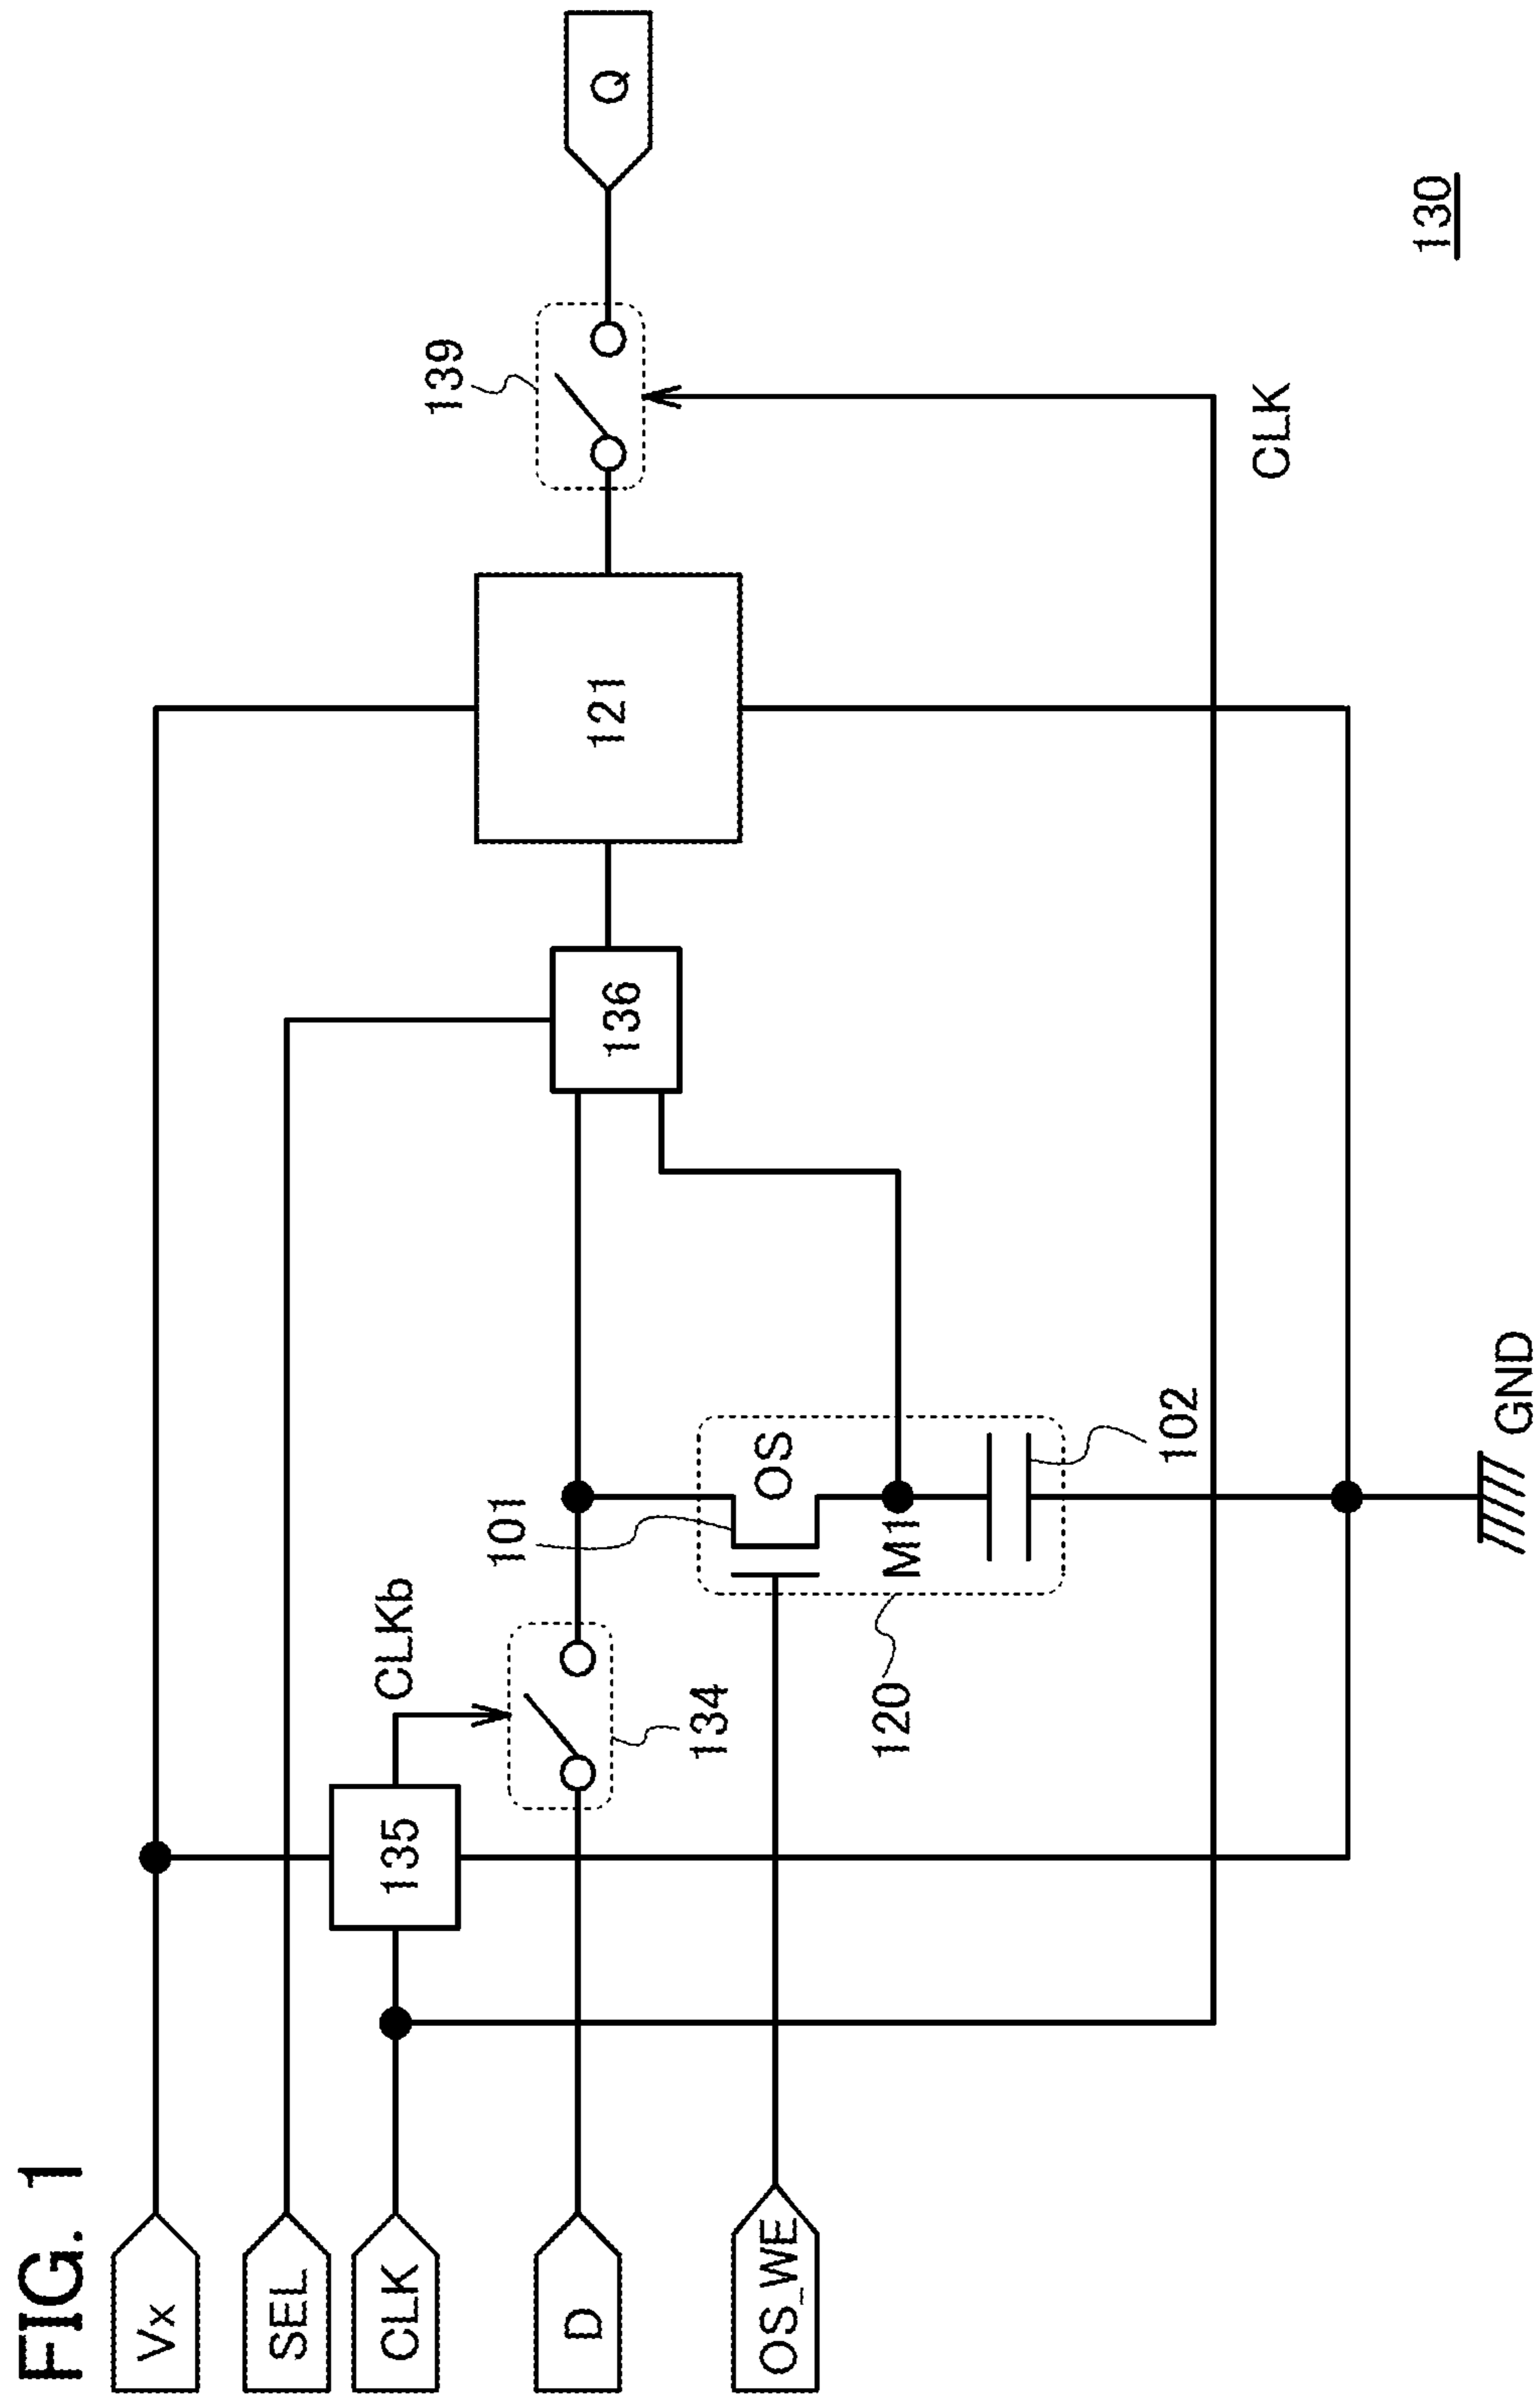 FIG. 1
Vx
SEL
CLK
D
OS_WE
135
CLKb
134
101
OS
M1
120
102
GND
136
121
139
CLK
Q
130